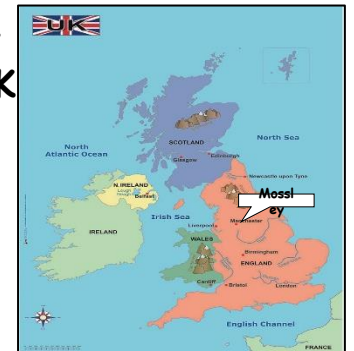 K
UK
North
Atlantic Ocean
North Sea
SCOTLAND
Glasgow
Edinburgh
Newcastle upon Tyne
N.IRELAND
Lough
Belfast
Mossl
ey
Irish Sea
Manchester
Liverpool
IRELAND
WALES
Birmingham
ENGLAND
Cardiff
Bristol
London
English Channel
FRANCE